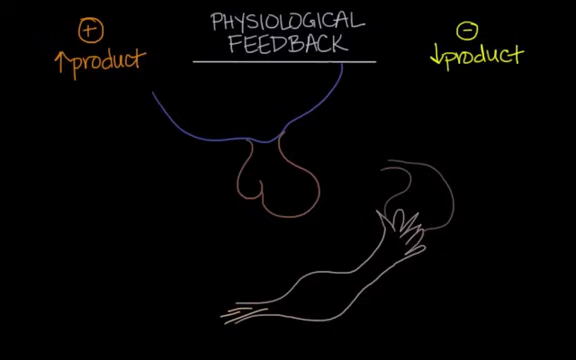 PHYSIOLOGICAL
FEEDBACK
+
↑product
−
↓product